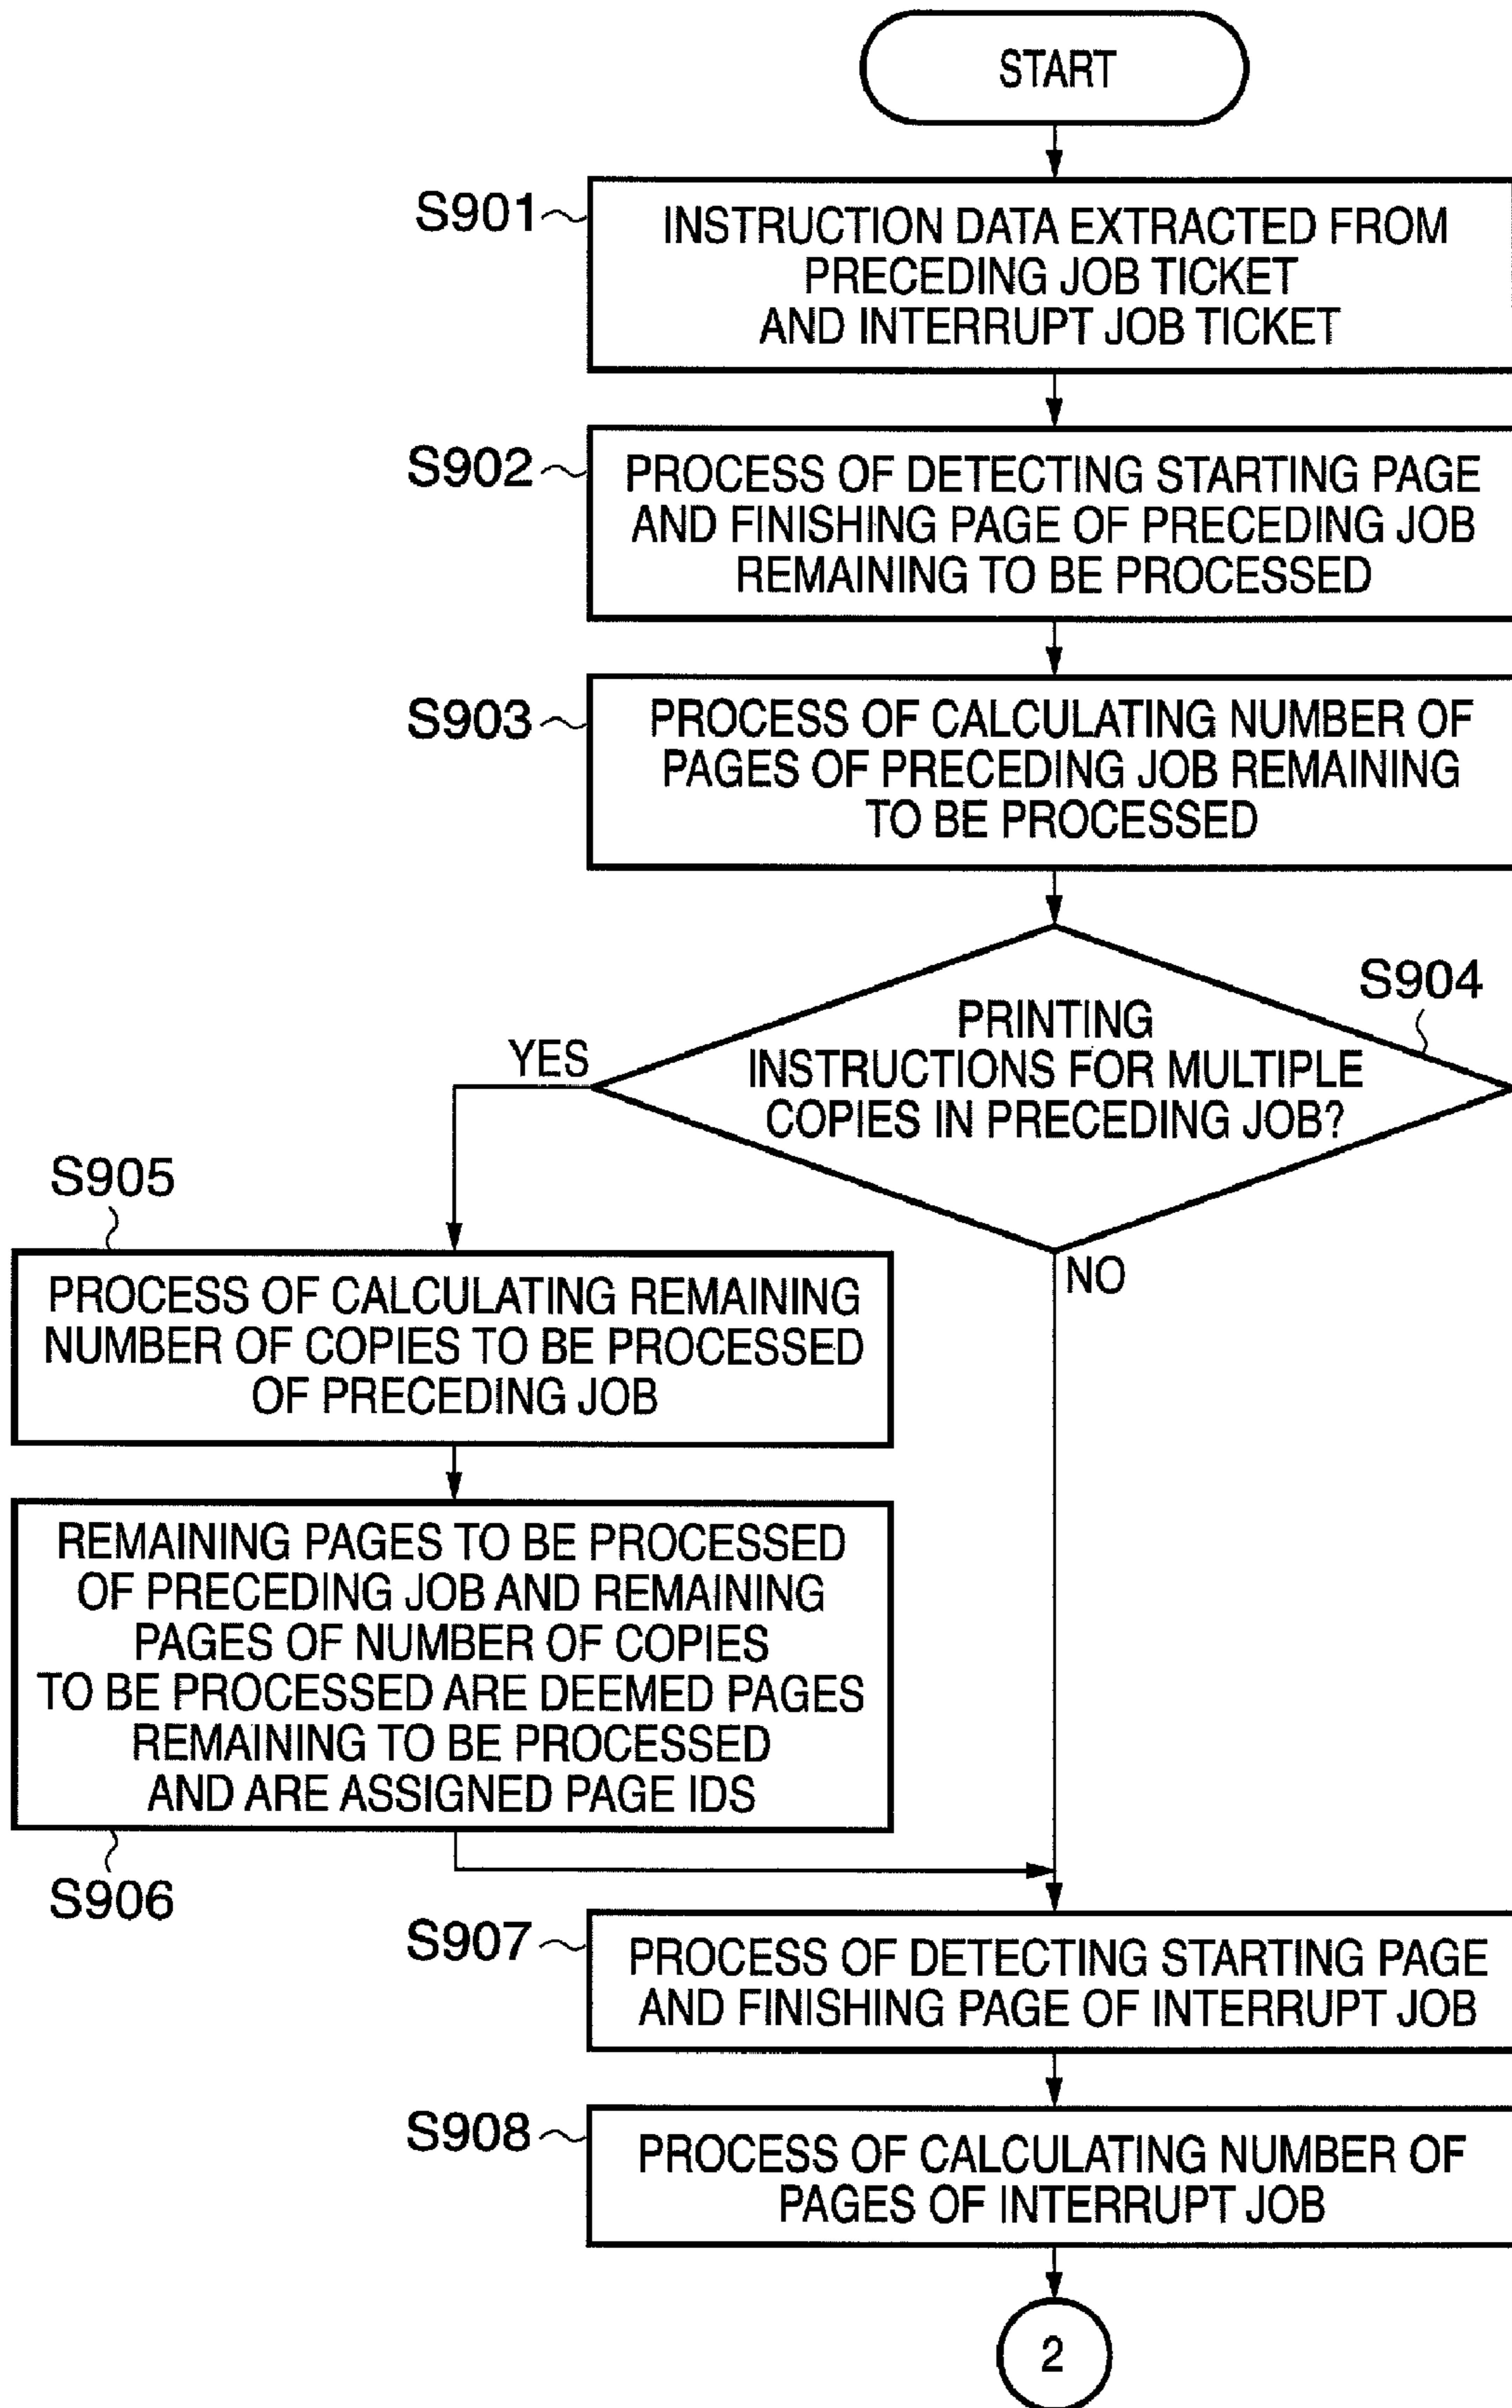 START
S901
INSTRUCTION DATA EXTRACTED FROM
PRECEDING JOB TICKET
AND INTERRUPT JOB TICKET
S902
PROCESS OF DETECTING STARTING PAGE
AND FINISHING PAGE OF PRECEDING JOB
REMAINING TO BE PROCESSED
S903
PROCESS OF CALCULATING NUMBER OF
PAGES OF PRECEDING JOB REMAINING
TO BE PROCESSED
S904
PRINTING
INSTRUCTIONS FOR MULTIPLE
COPIES IN PRECEDING JOB?
YES
NO
S905
PROCESS OF CALCULATING REMAINING
NUMBER OF COPIES TO BE PROCESSED
OF PRECEDING JOB
REMAINING PAGES TO BE PROCESSED
OF PRECEDING JOB AND REMAINING
PAGES OF NUMBER OF COPIES
TO BE PROCESSED ARE DEEMED PAGES
REMAINING TO BE PROCESSED
AND ARE ASSIGNED PAGE IDS
S906
S907
PROCESS OF DETECTING STARTING PAGE
AND FINISHING PAGE OF INTERRUPT JOB
S908
PROCESS OF CALCULATING NUMBER OF
PAGES OF INTERRUPT JOB
2